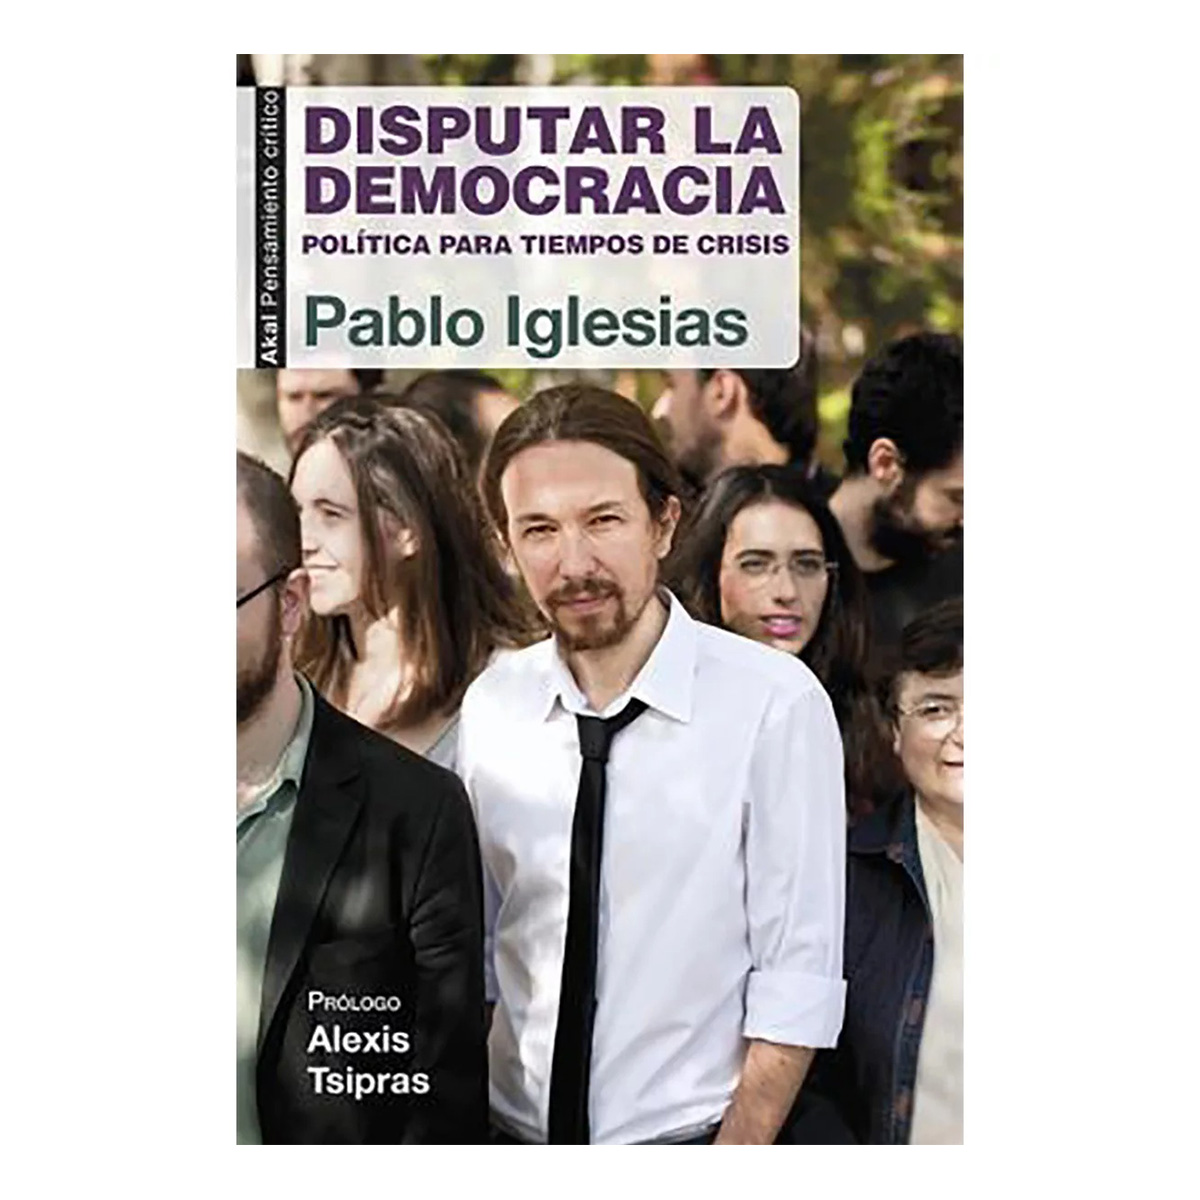 Akal Pensamiento crítico
DISPUTAR LA
DEMOCRACIA
POLÍTICA PARA TIEMPOS DE CRISIS
Pablo Iglesias
PRÓLOGO
Alexis
Tsipras